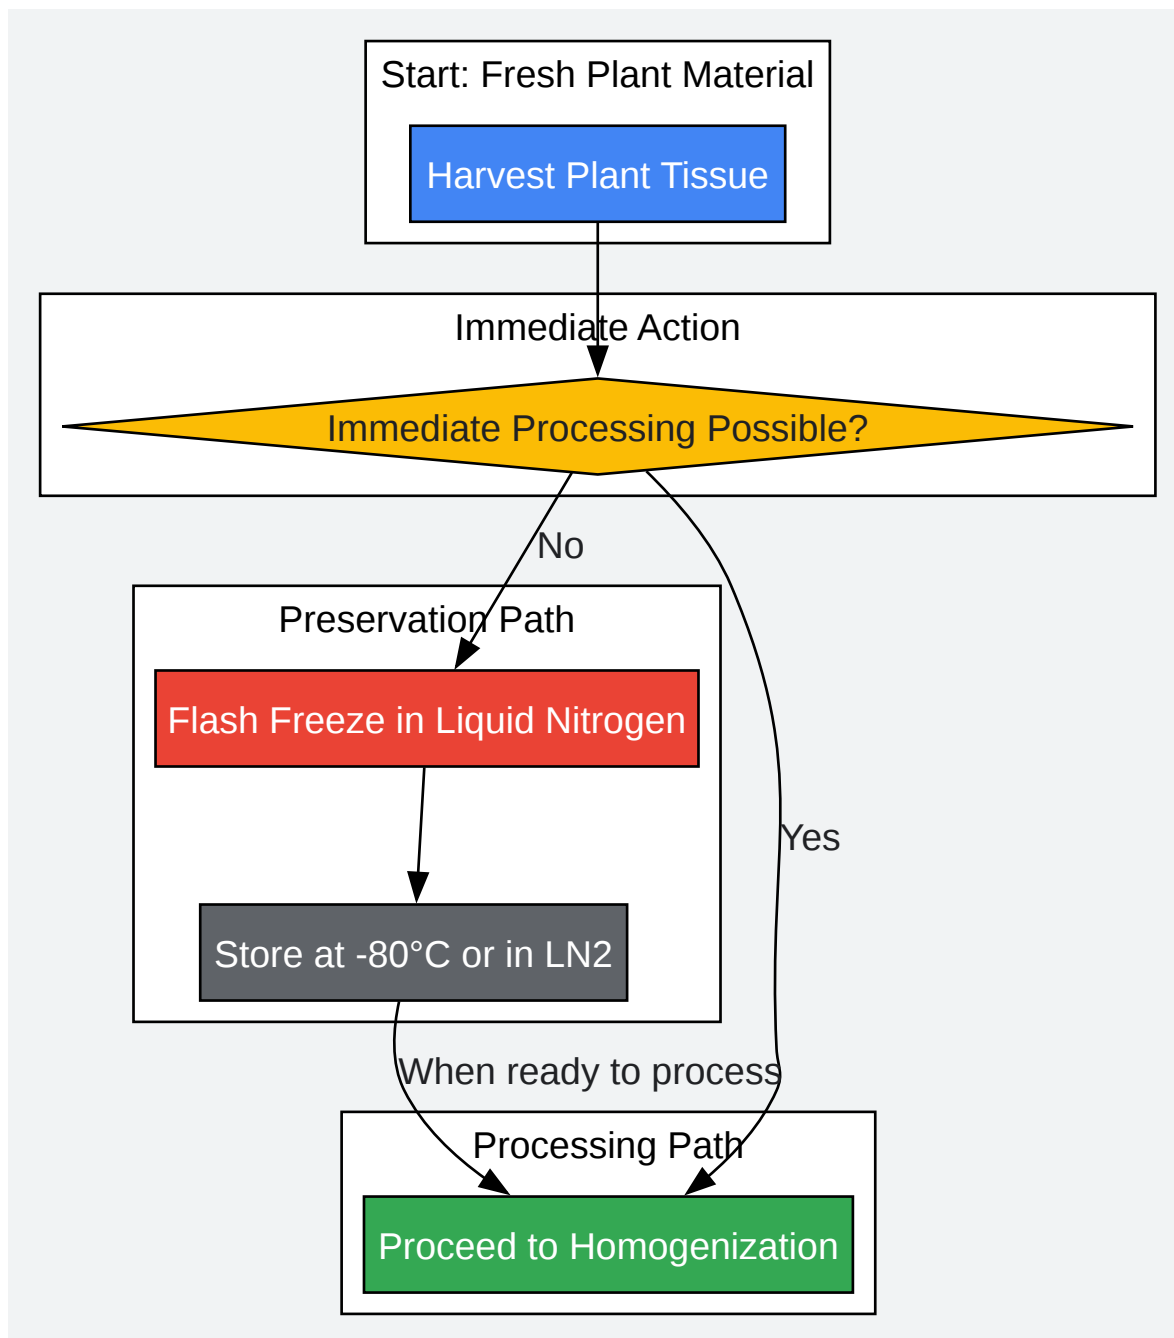 Start: Fresh Plant Material
Harvest Plant Tissue
Immediate Action
Immediate Processing Possible?
No
Preservation Path
Flash Freeze in Liquid Nitrogen
Yes
Store at -80°C or in LN2
When ready to process
Processing Path
Proceed to Homogenization